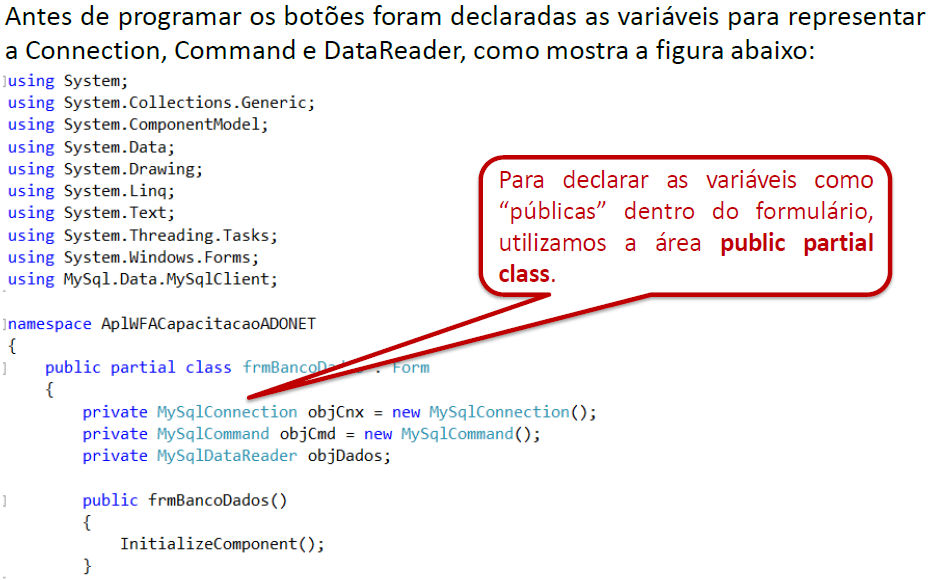 Antes de programar os botões foram declaradas as variáveis para representar
a Connection, Command e DataReader, como mostra a figura abaixo:
using System;
using System.Collections.Generic;
using System.ComponentModel;
using System.Data;
using System.Drawing;
using System.Linq;
using System.Text;
using System.Threading.Tasks;
using System.Windows.Forms;
using MySql.Data.MySqlClient;
Para declarar as variáveis como
“públicas” dentro do formulário,
utilizamos a área public partial
class.
namespace AplWFACapacitacaoADONET
{
public partial class frmBancoDados : Form
{
private MySqlConnection objCnx = new MySqlConnection();
private MySqlCommand objCmd = new MySqlCommand();
private MySqlDataReader objDados;
public frmBancoDados()
{
InitializeComponent();
}